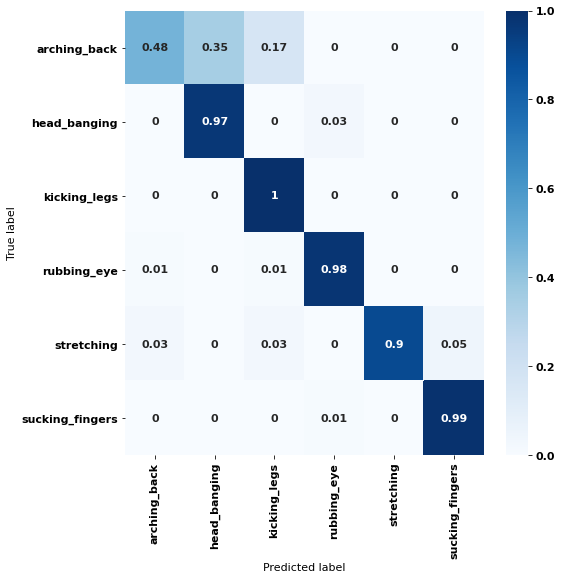 True label
arching_back 0.48 0.35 0.17 0 0 0
head_banging 0 0.97 0 0.03 0 0
kicking_legs 0 0 1 0 0 0
rubbing_eye 0.01 0 0.01 0.98 0 0
stretching 0.03 0 0.03 0 0.9 0.05
sucking_fingers 0 0 0 0.01 0 0.99
arching_back head_banging kicking_legs rubbing_eye stretching sucking_fingers
Predicted label
1.0
0.8
0.6
0.4
0.2
0.0